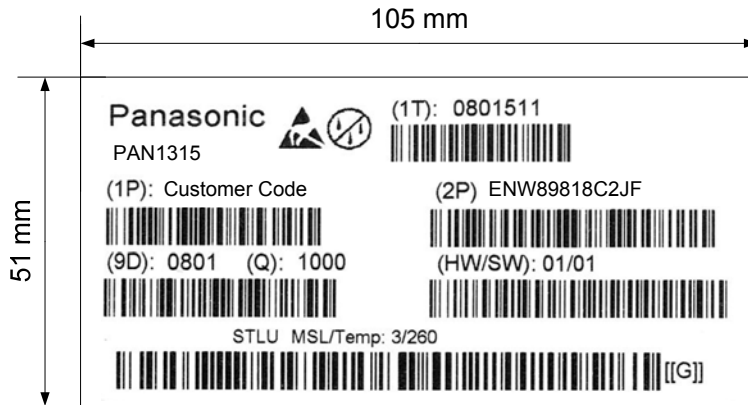 105 mm
51 mm
Panasonic
PAN1315
(1T): 0801511
(1P): Customer Code
(2P) ENW89818C2JF
(9D): 0801 (Q): 1000
(HW/SW): 01/01
STLU MSL/Temp: 3/260
[[G]]